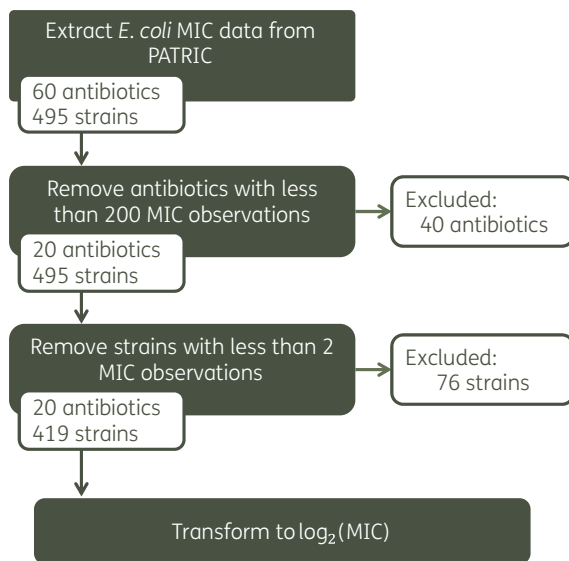 Extract E. coli MIC data from
PATRIC
60 antibiotics
495 strains
Remove antibiotics with less
than 200 MIC observations
Excluded:
40 antibiotics
20 antibiotics
495 strains
Remove strains with less than 2
MIC observations
Excluded:
76 strains
20 antibiotics
419 strains
Transform to log₂(MIC)